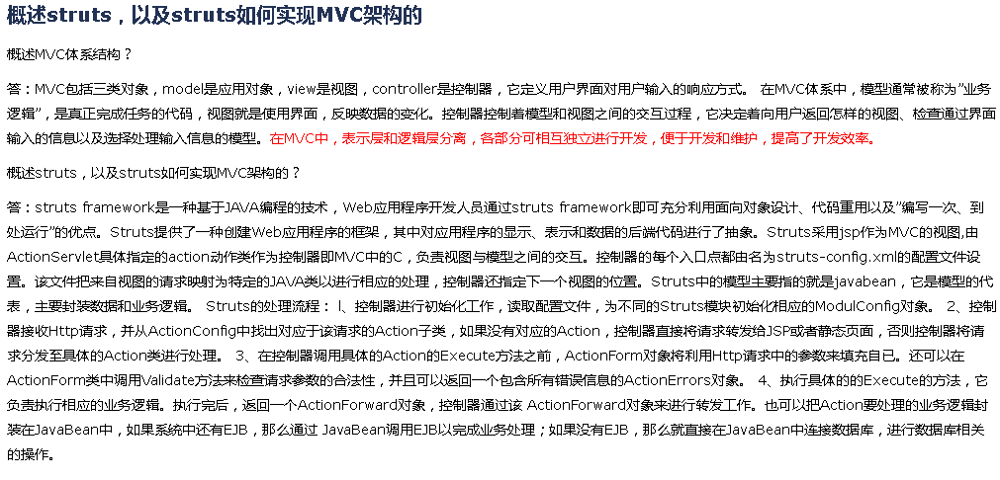 概述struts，以及struts如何实现MVC架构的
概述MVC体系结构？
答：MVC包括三类对象，model是应用对象，view是视图，controller是控制器，它定义用户界面对用户输入的响应方式。 在MVC体系中，模型通常被称为”业务
逻辑”，是真正完成任务的代码，视图就是使用界面，反映数据的变化。控制器控制着模型和视图之间的交互过程，它决定着向用户返回怎样的视图、检查通过界面
输入的信息以及选择处理输入信息的模型。在MVC中，表示层和逻辑层分离，各部分可相互独立进行开发，便于开发和维护，提高了开发效率。
概述struts，以及struts如何实现MVC架构的？
答：struts framework是一种基于JAVA编程的技术，Web应用程序开发人员通过struts framework即可充分利用面向对象设计、代码重用以及”编写一次、到
处运行”的优点。Struts提供了一种创建Web应用程序的框架，其中对应用程序的显示、表示和数据的后端代码进行了抽象。Struts采用jsp作为MVC的视图,由
ActionServlet具体指定的action动作类作为控制器即MVC中的C，负责视图与模型之间的交互。控制器的每个入口点都由名为struts-config.xml的配置文件设
置。该文件把来自视图的请求映射为特定的JAVA类以进行相应的处理，控制器还指定下一个视图的位置。Struts中的模型主要指的就是javabean，它是模型的代
表，主要封装数据和业务逻辑。 Struts的处理流程： l、控制器进行初始化工作，读取配置文件，为不同的Struts模块初始化相应的ModulConfig对象。 2、控制
器接收Http请求，并从ActionConfig中找出对应于该请求的Action子类，如果没有对应的Action，控制器直接将请求转发给JSP或者静态页面，否则控制器将请
求分发至具体的Action类进行处理。 3、在控制器调用具体的Action的Execute方法之前，ActionForm对象将利用Http请求中的参数来填充自已。还可以在
ActionForm类中调用Validate方法来检查请求参数的合法性，并且可以返回一个包含所有错误信息的ActionErrors对象。 4、执行具体的的Execute的方法，它
负责执行相应的业务逻辑。执行完后，返回一个ActionForward对象，控制器通过该 ActionForward对象来进行转发工作。也可以把Action要处理的业务逻辑封
装在JavaBean中，如果系统中还有EJB，那么通过 JavaBean调用EJB以完成业务处理；如果没有EJB，那么就直接在JavaBean中连接数据库，进行数据库相关
的操作。